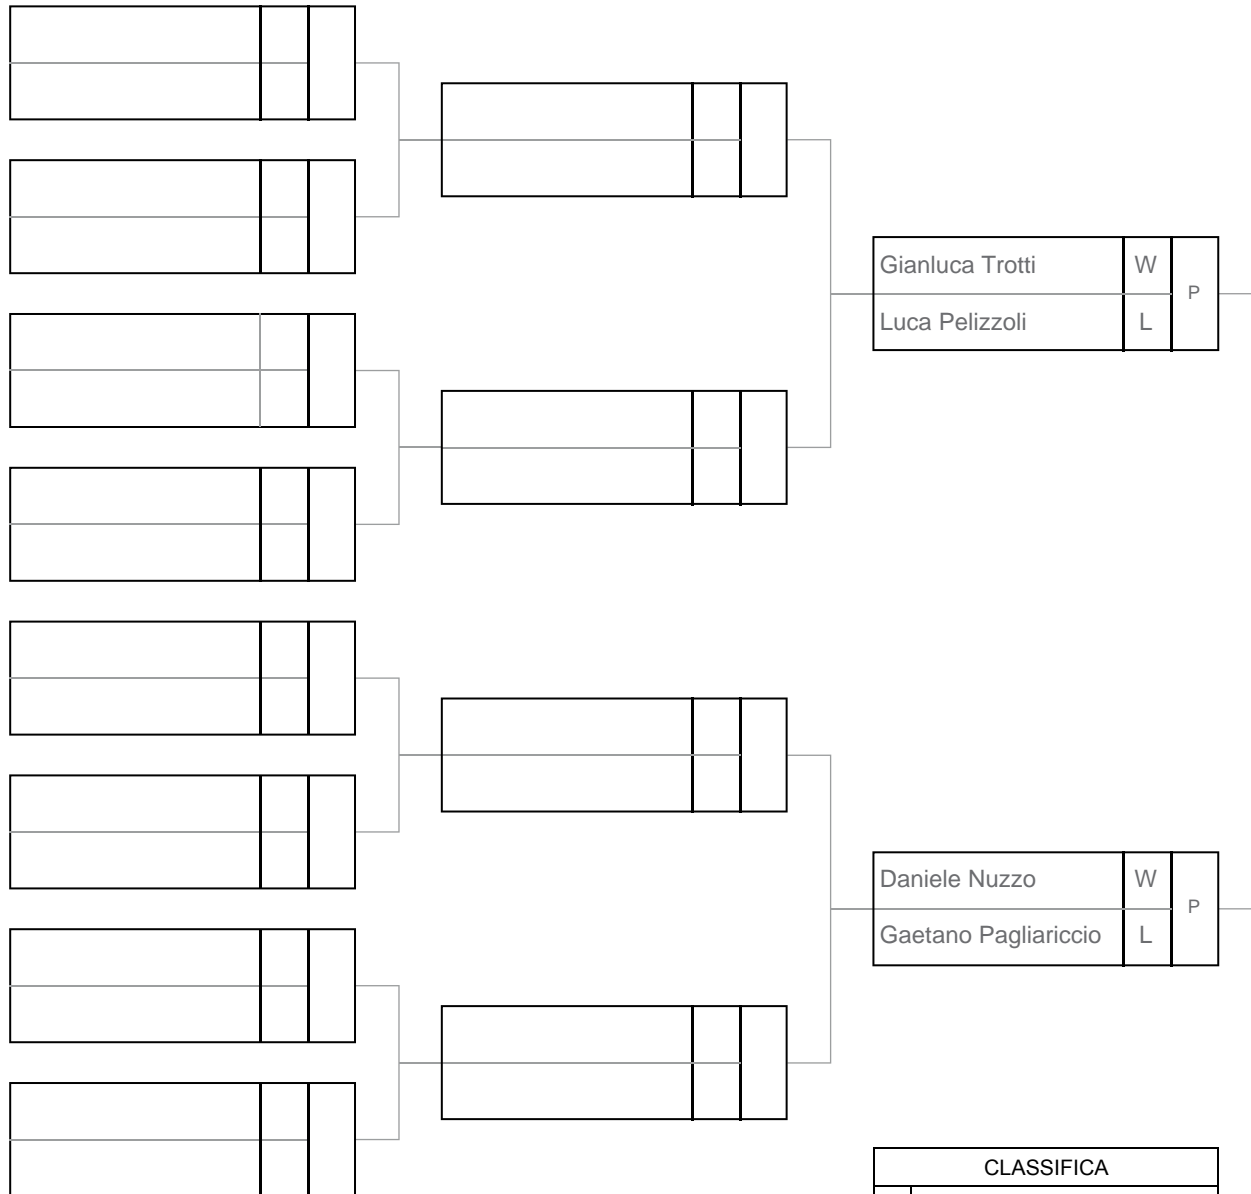 Gianluca Trotti W
P
Luca Pelizzoli L
Daniele Nuzzo W
P
Gaetano Pagliariccio L
CLASSIFICA